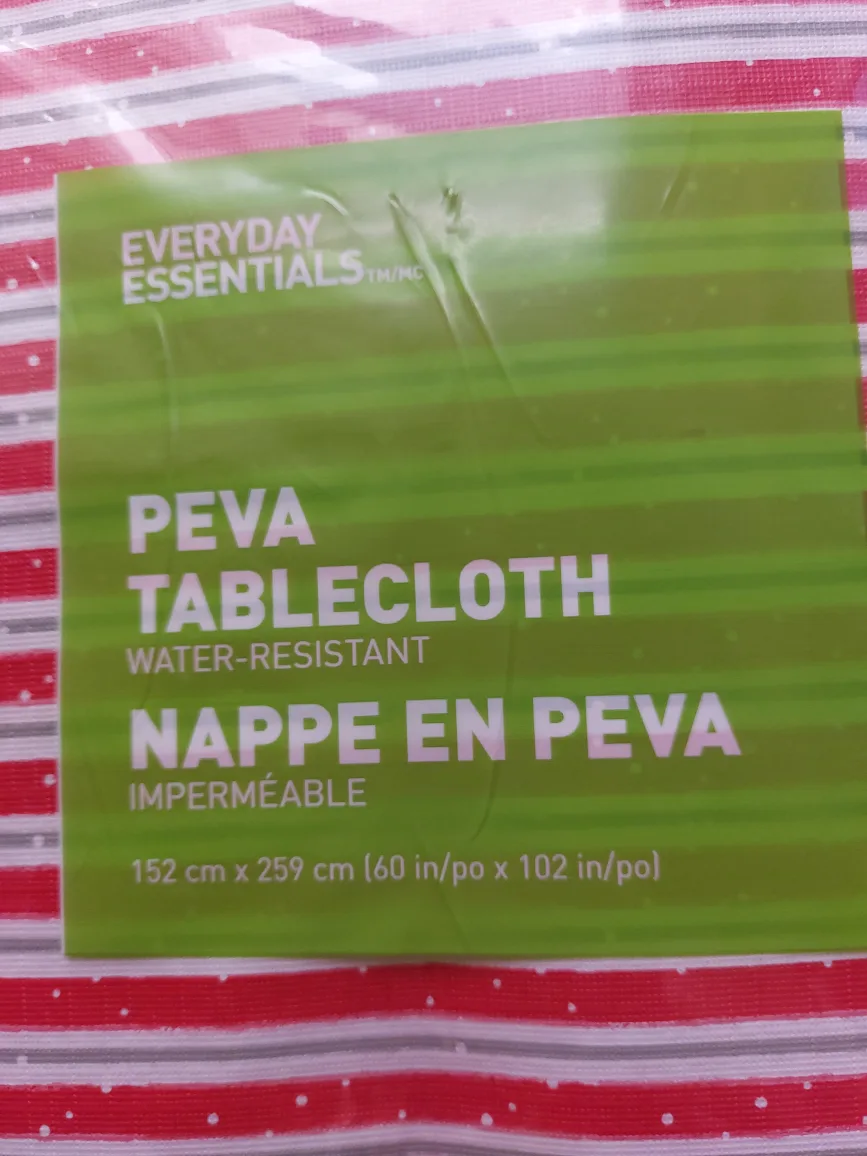 EVERYDAY
ESSENTIALS TM/MC
PEVA
TABLECLOTH
WATER-RESISTANT
NAPPE EN PEVA
IMPERMÉABLE
152 cm x 259 cm (60 in/po x 102 in/po)